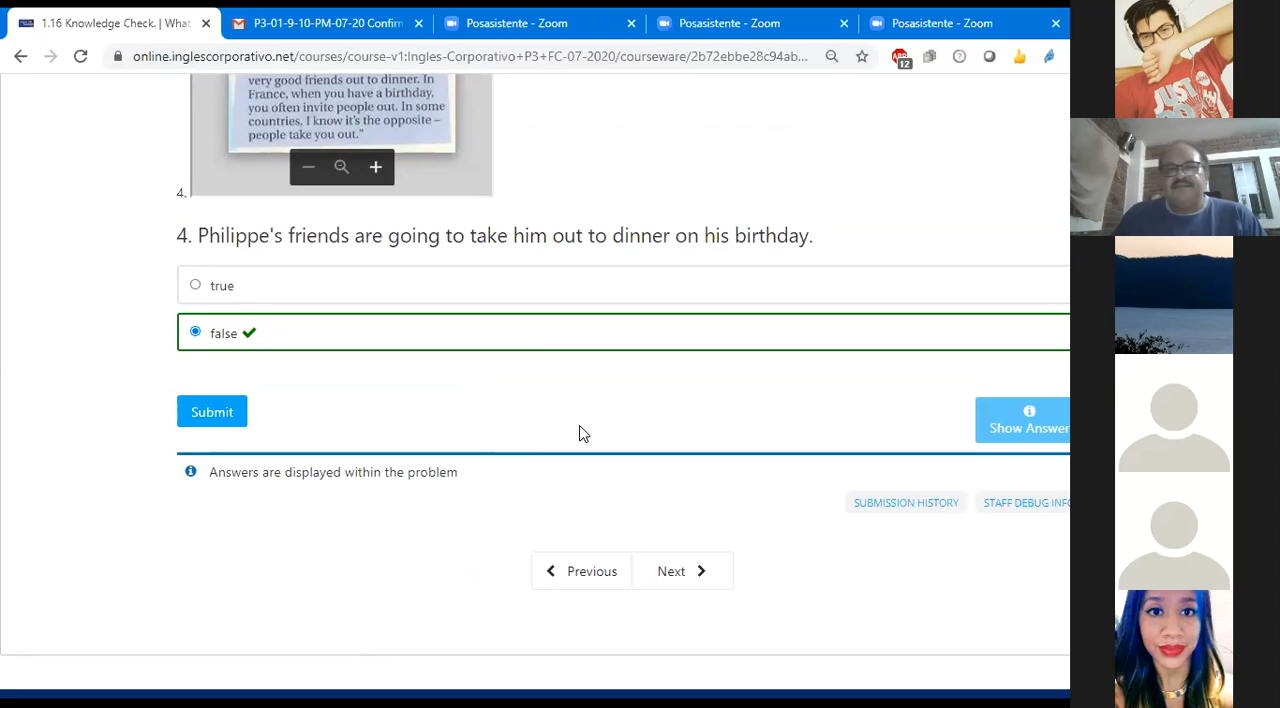 1.16 Knowledge Check. | What
P3-01-9-10-PM-07-20 Confirm
Posasistente - Zoom
Posasistente - Zoom
Posasistente - Zoom
online.inglescorporativo.net/courses/course-v1:Ingles-Corporativo+P3+FC-07-2020/courseware/2b72ebbe28c94ab...
12
very good friends out to dinner. In
France, when you have a birthday,
you often invite people out. In some
countries, I know it's the opposite –
people take you out."
4.
4. Philippe's friends are going to take him out to dinner on his birthday.
true
false
Submit
Show Answer
Answers are displayed within the problem
SUBMISSION HISTORY
STAFF DEBUG INFO
Previous
Next
JUST